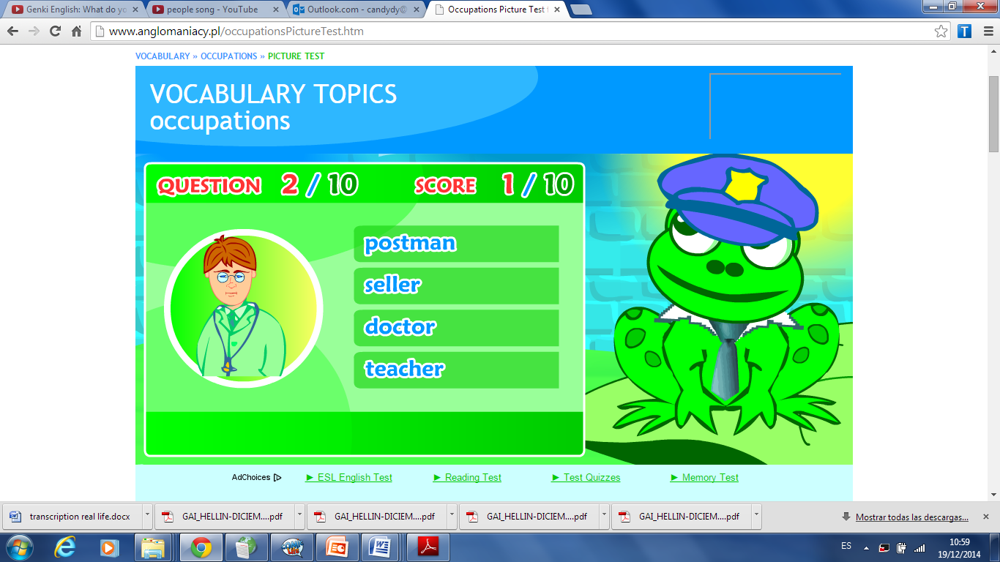 Genki English: What do yo
people song - YouTube
Outlook.com - candydy@
Occupations Picture Test
www.anglomaniacy.pl/occupationsPictureTest.htm
VOCABULARY » OCCUPATIONS » PICTURE TEST
VOCABULARY TOPICS
occupations
QUESTION 2 / 10 SCORE 1 / 10
postman
seller
doctor
teacher
AdChoices
► ESL English Test
► Reading Test
► Test Quizzes
► Memory Test
transcription real life.docx
GAI_HELLIN-DICIEM....pdf
GAI_HELLIN-DICIEM....pdf
GAI_HELLIN-DICIEM....pdf
GAI_HELLIN-DICIEM....pdf
Mostrar todas las descargas...
ES
10:59
19/12/2014